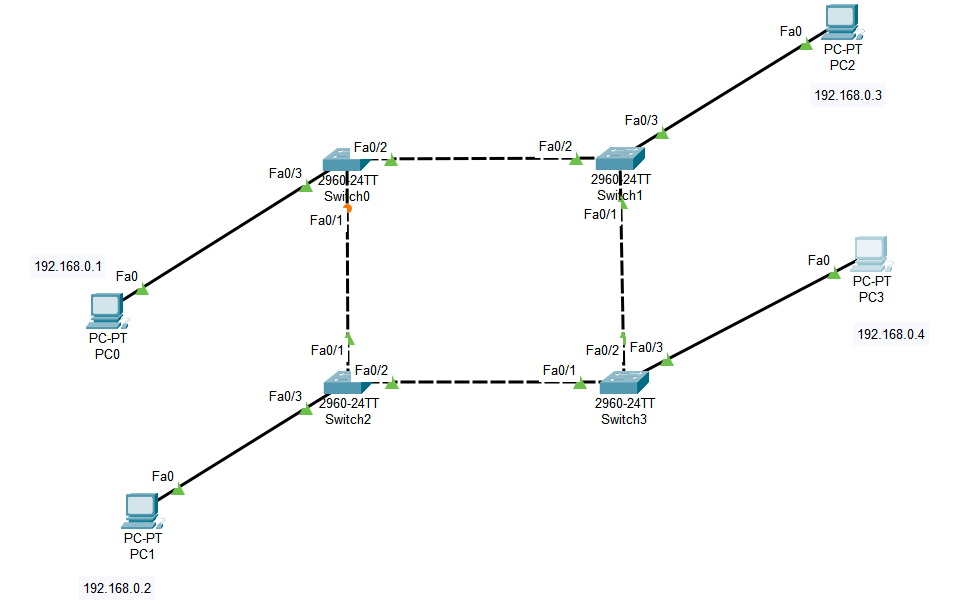 Fa0
PC-PT
PC2
192.168.0.3
Fa0/3
Fa0/2
Fa0/2
2960-24TT
Switch0
Fa0/3
Fa0/1
2960-24TT
Switch1
Fa0/1
192.168.0.1
Fa0
PC-PT
PC0
Fa0
PC-PT
PC3
192.168.0.4
Fa0/1
Fa0/2
2960-24TT
Switch2
Fa0/3
Fa0/2
Fa0/3
Fa0/1
2960-24TT
Switch3
Fa0
PC-PT
PC1
192.168.0.2